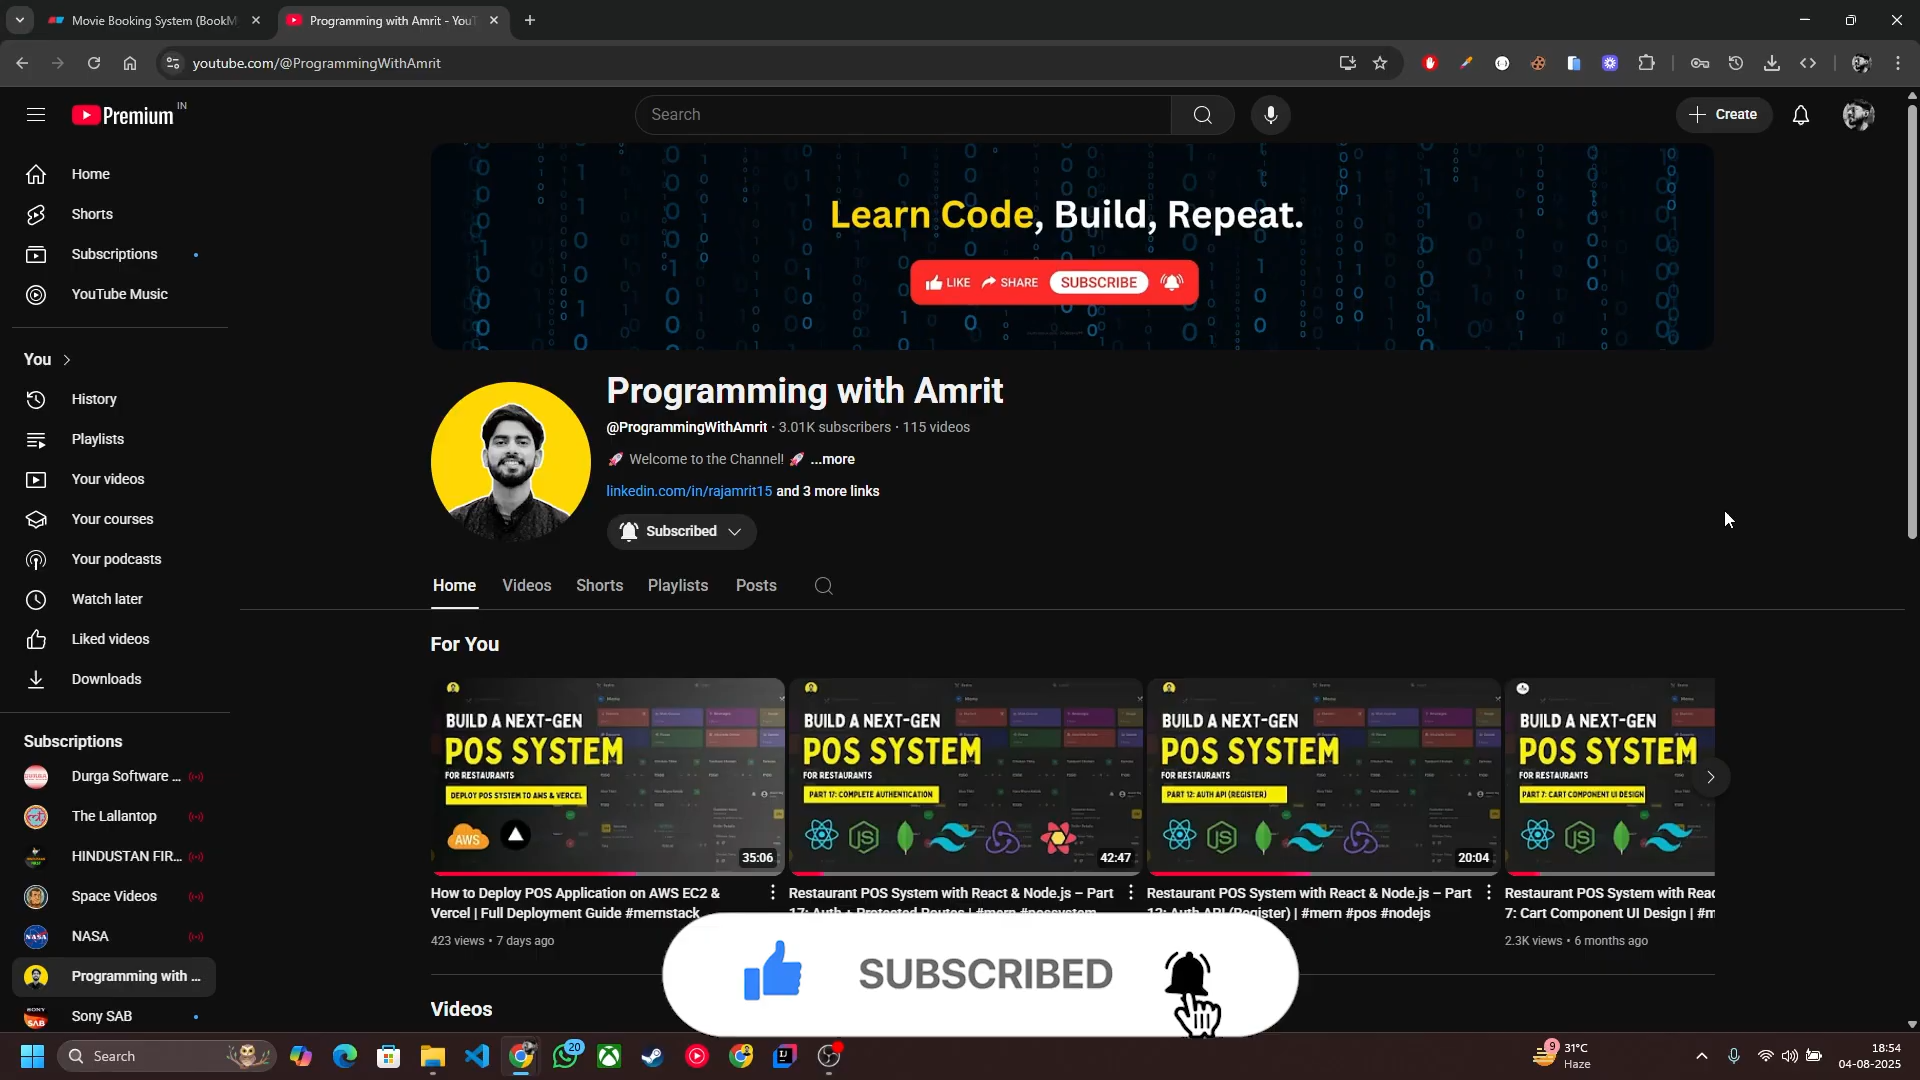 Movie Booking System (BookM
Programming with Amrit - YouT
youtube.com/@ProgrammingWithAmrit
Premium IN
Search
Create
Home
Shorts
Subscriptions
YouTube Music
You
History
Playlists
Your videos
Your courses
Your podcasts
Watch later
Liked videos
Downloads
Subscriptions
Durga Software ...
The Lallantop
HINDUSTAN FIR...
Space Videos
NASA
Programming with ...
Sony SAB
Learn Code, Build, Repeat.
LIKE SHARE SUBSCRIBE
Programming with Amrit
@ProgrammingWithAmrit · 3.01K subscribers · 115 videos
🚀 Welcome to the Channel! 🚀 ...more
linkedin.com/in/rajamrit15 and 3 more links
Subscribed
Home Videos Shorts Playlists Posts
For You
BUILD A NEXT-GEN
POS SYSTEM
FOR RESTAURANTS
DEPLOY POS SYSTEM TO AWS & VERCEL
AWS
35:06
How to Deploy POS Application on AWS EC2 &
Vercel | Full Deployment Guide #mernstack
423 views • 7 days ago
BUILD A NEXT-GEN
POS SYSTEM
FOR RESTAURANTS
PART 17: COMPLETE AUTHENTICATION
42:47
Restaurant POS System with React & Node.js – Part
17: Auth + Protected Routes | #mern #possystem
BUILD A NEXT-GEN
POS SYSTEM
FOR RESTAURANTS
PART 12: AUTH API (REGISTER)
20:04
Restaurant POS System with React & Node.js – Part
12: Auth API (Register) | #mern #pos #nodejs
BUILD A NEXT-GEN
POS SYSTEM
FOR RESTAURANTS
PART 7: CART COMPONENT UI DESIGN
Restaurant POS System with Reac
7: Cart Component UI Design | #m
2.3K views • 6 months ago
SUBSCRIBED
Videos
Search
20
9
31°C
Haze
18:54
04-08-2025